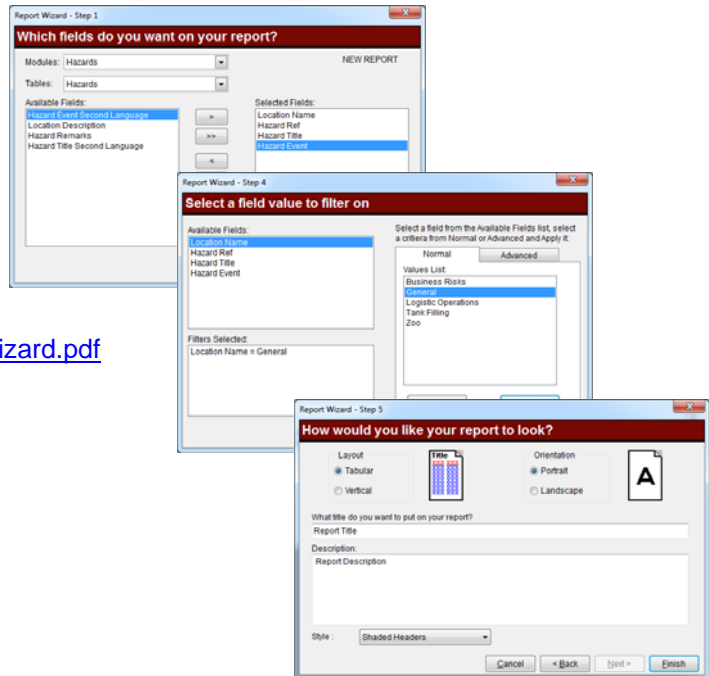 Report Wizard - Step 1
Which fields do you want on your report?
Modules: Hazards
NEW REPORT
Tables: Hazards
Available Fields:
Hazard Event Second Language
Location Description
Hazard Remarks
Hazard Title Second Language
>
>>
<
Selected Fields:
Location Name
Hazard Ref
Hazard Title
Hazard Event
Report Wizard - Step 4
Select a field value to filter on
Available Fields:
Location Name
Hazard Ref
Hazard Title
Hazard Event
Select a field from the Available Fields list, select
a critiera from Normal or Advanced and Apply it:
Normal Advanced
Values List:
Business Risks
General
Logistic Operations
Tank Filling
Zoo
Filters Selected:
Location Name = General
izard.pdf
Report Wizard - Step 5
How would you like your report to look?
Layout
Tabular
Vertical
Title
Orientation
Portrait
Landscape
A
What title do you want to put on your report?
Report Title
Description:
Report Description
Style : Shaded Headers
Cancel < Back Next > Finish